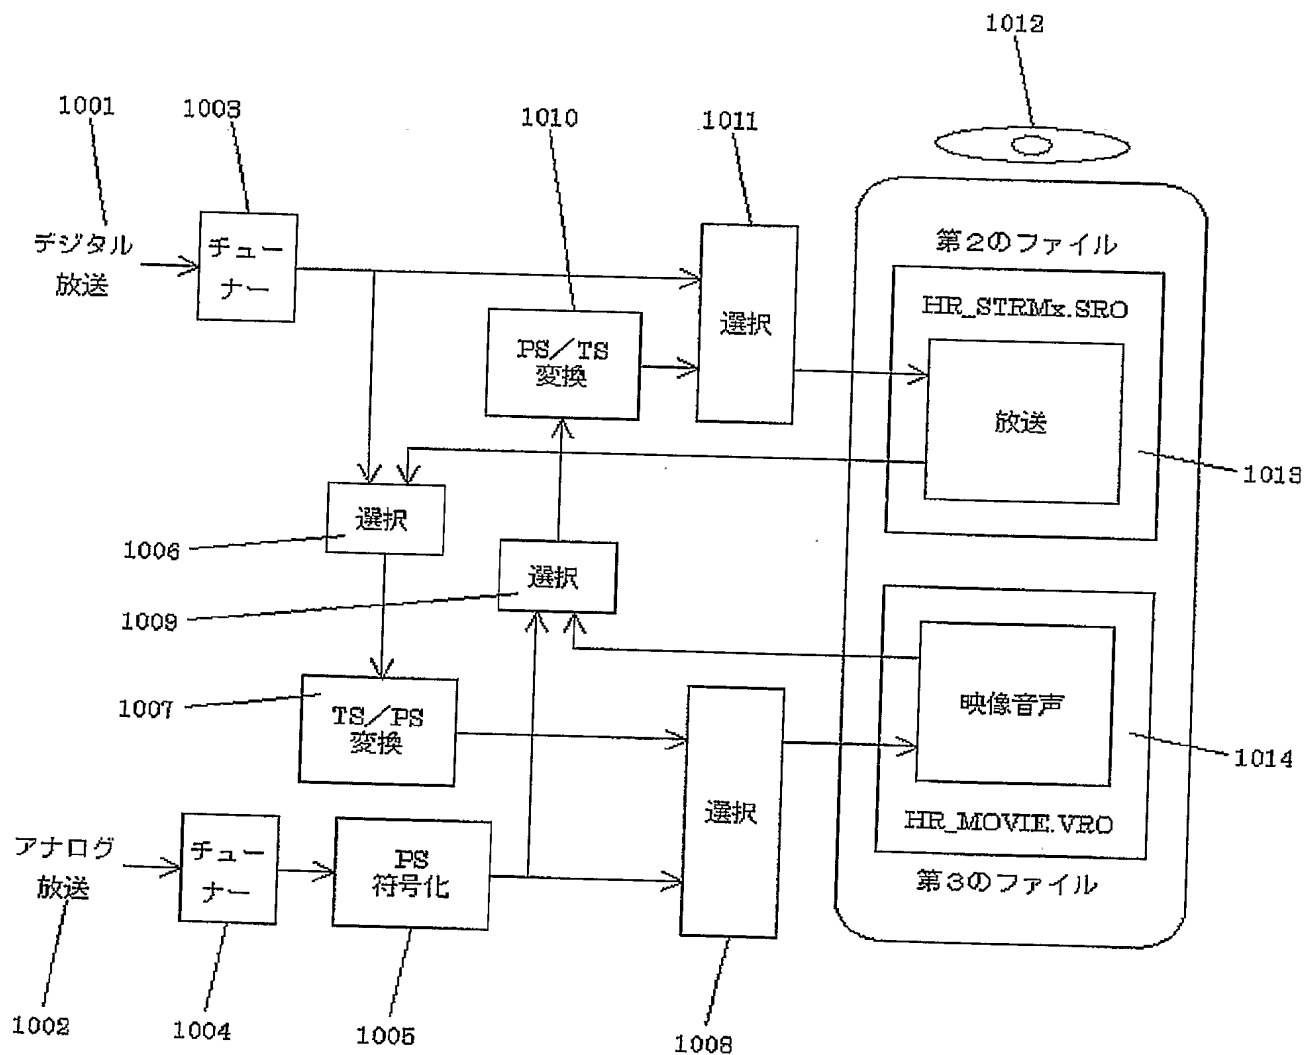 1012
1001
1003
1010
1011
デジタル
放送
チュー
ナー
PS／TS
変換
選択
第2のファイル
HR_STRMx.SRO
放送
1013
選択
1006
選択
1009
1007
TS／PS
変換
選択
映像音声
1014
HR_MOVIE.VRO
第3のファイル
アナログ
放送
チュー
ナー
PS
符号化
1002
1004
1005
1008